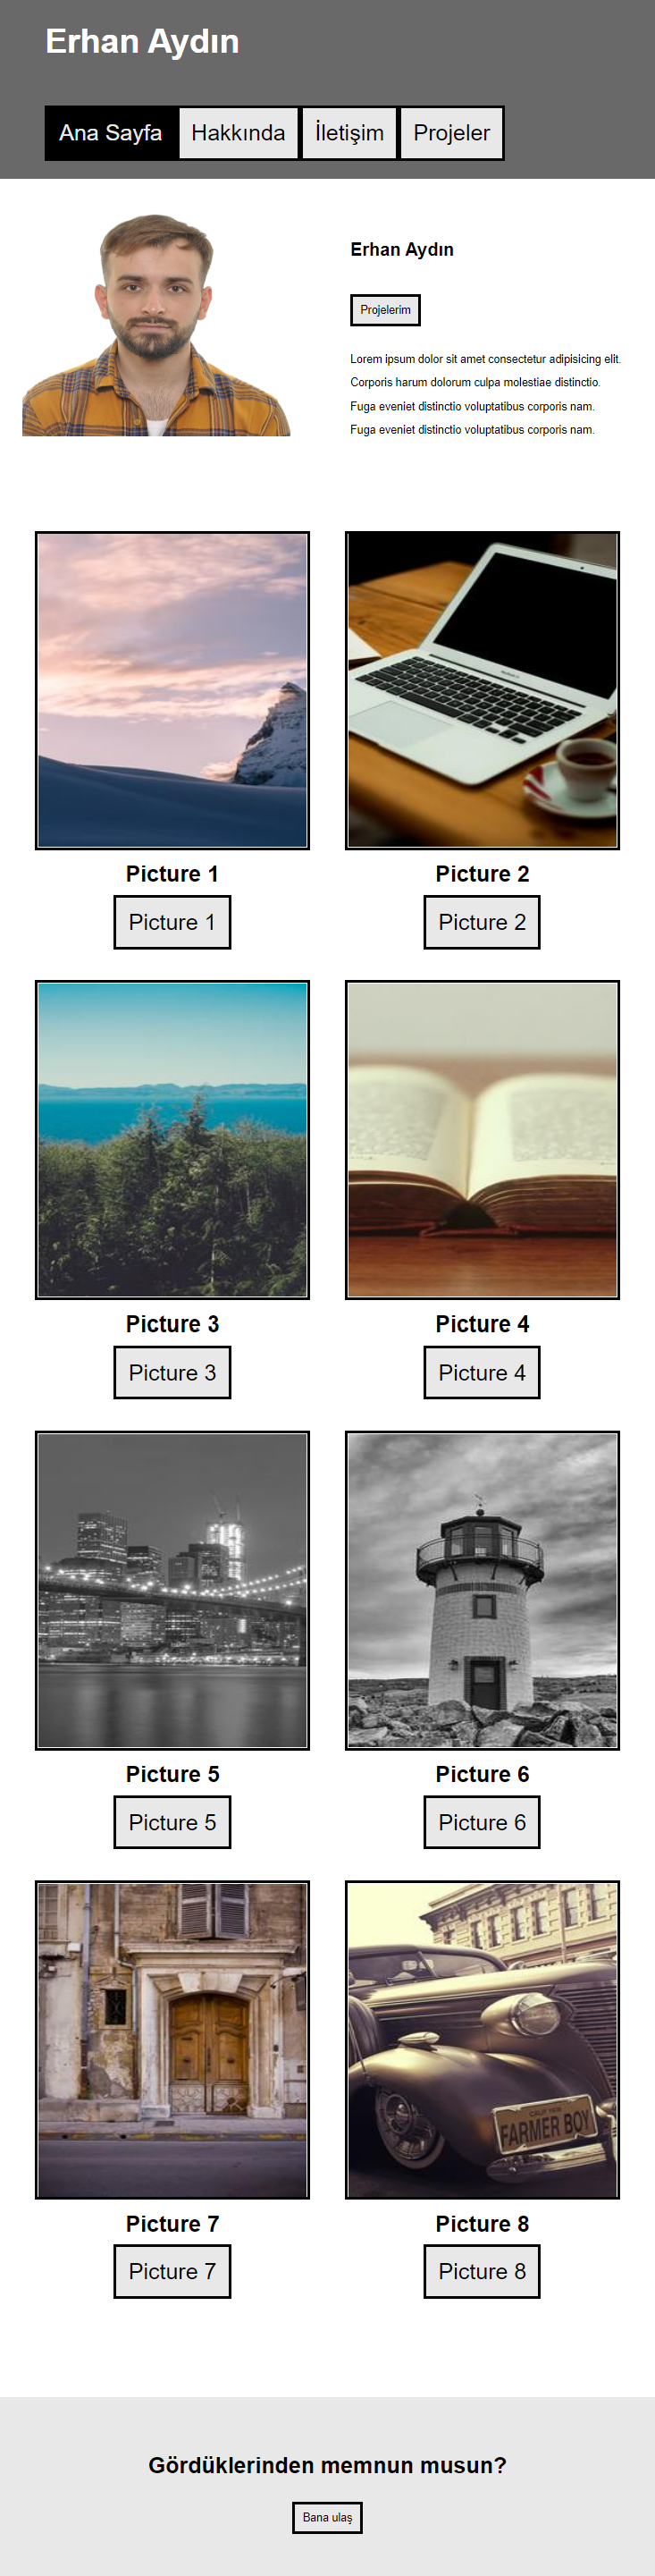 Erhan Aydın
Ana Sayfa Hakkında İletişim Projeler
Erhan Aydın
Projelerim
Lorem ipsum dolor sit amet consectetur adipisicing elit.
Corporis harum dolorum culpa molestiae distinctio.
Fuga eveniet distinctio voluptatibus corporis nam.
Fuga eveniet distinctio voluptatibus corporis nam.
Picture 1
Picture 1
Picture 2
Picture 2
Picture 3
Picture 3
Picture 4
Picture 4
Picture 5
Picture 5
Picture 6
Picture 6
Picture 7
Picture 7
FARMER BOY
Picture 8
Picture 8
Gördüklerinden memnun musun?
Bana ulaş